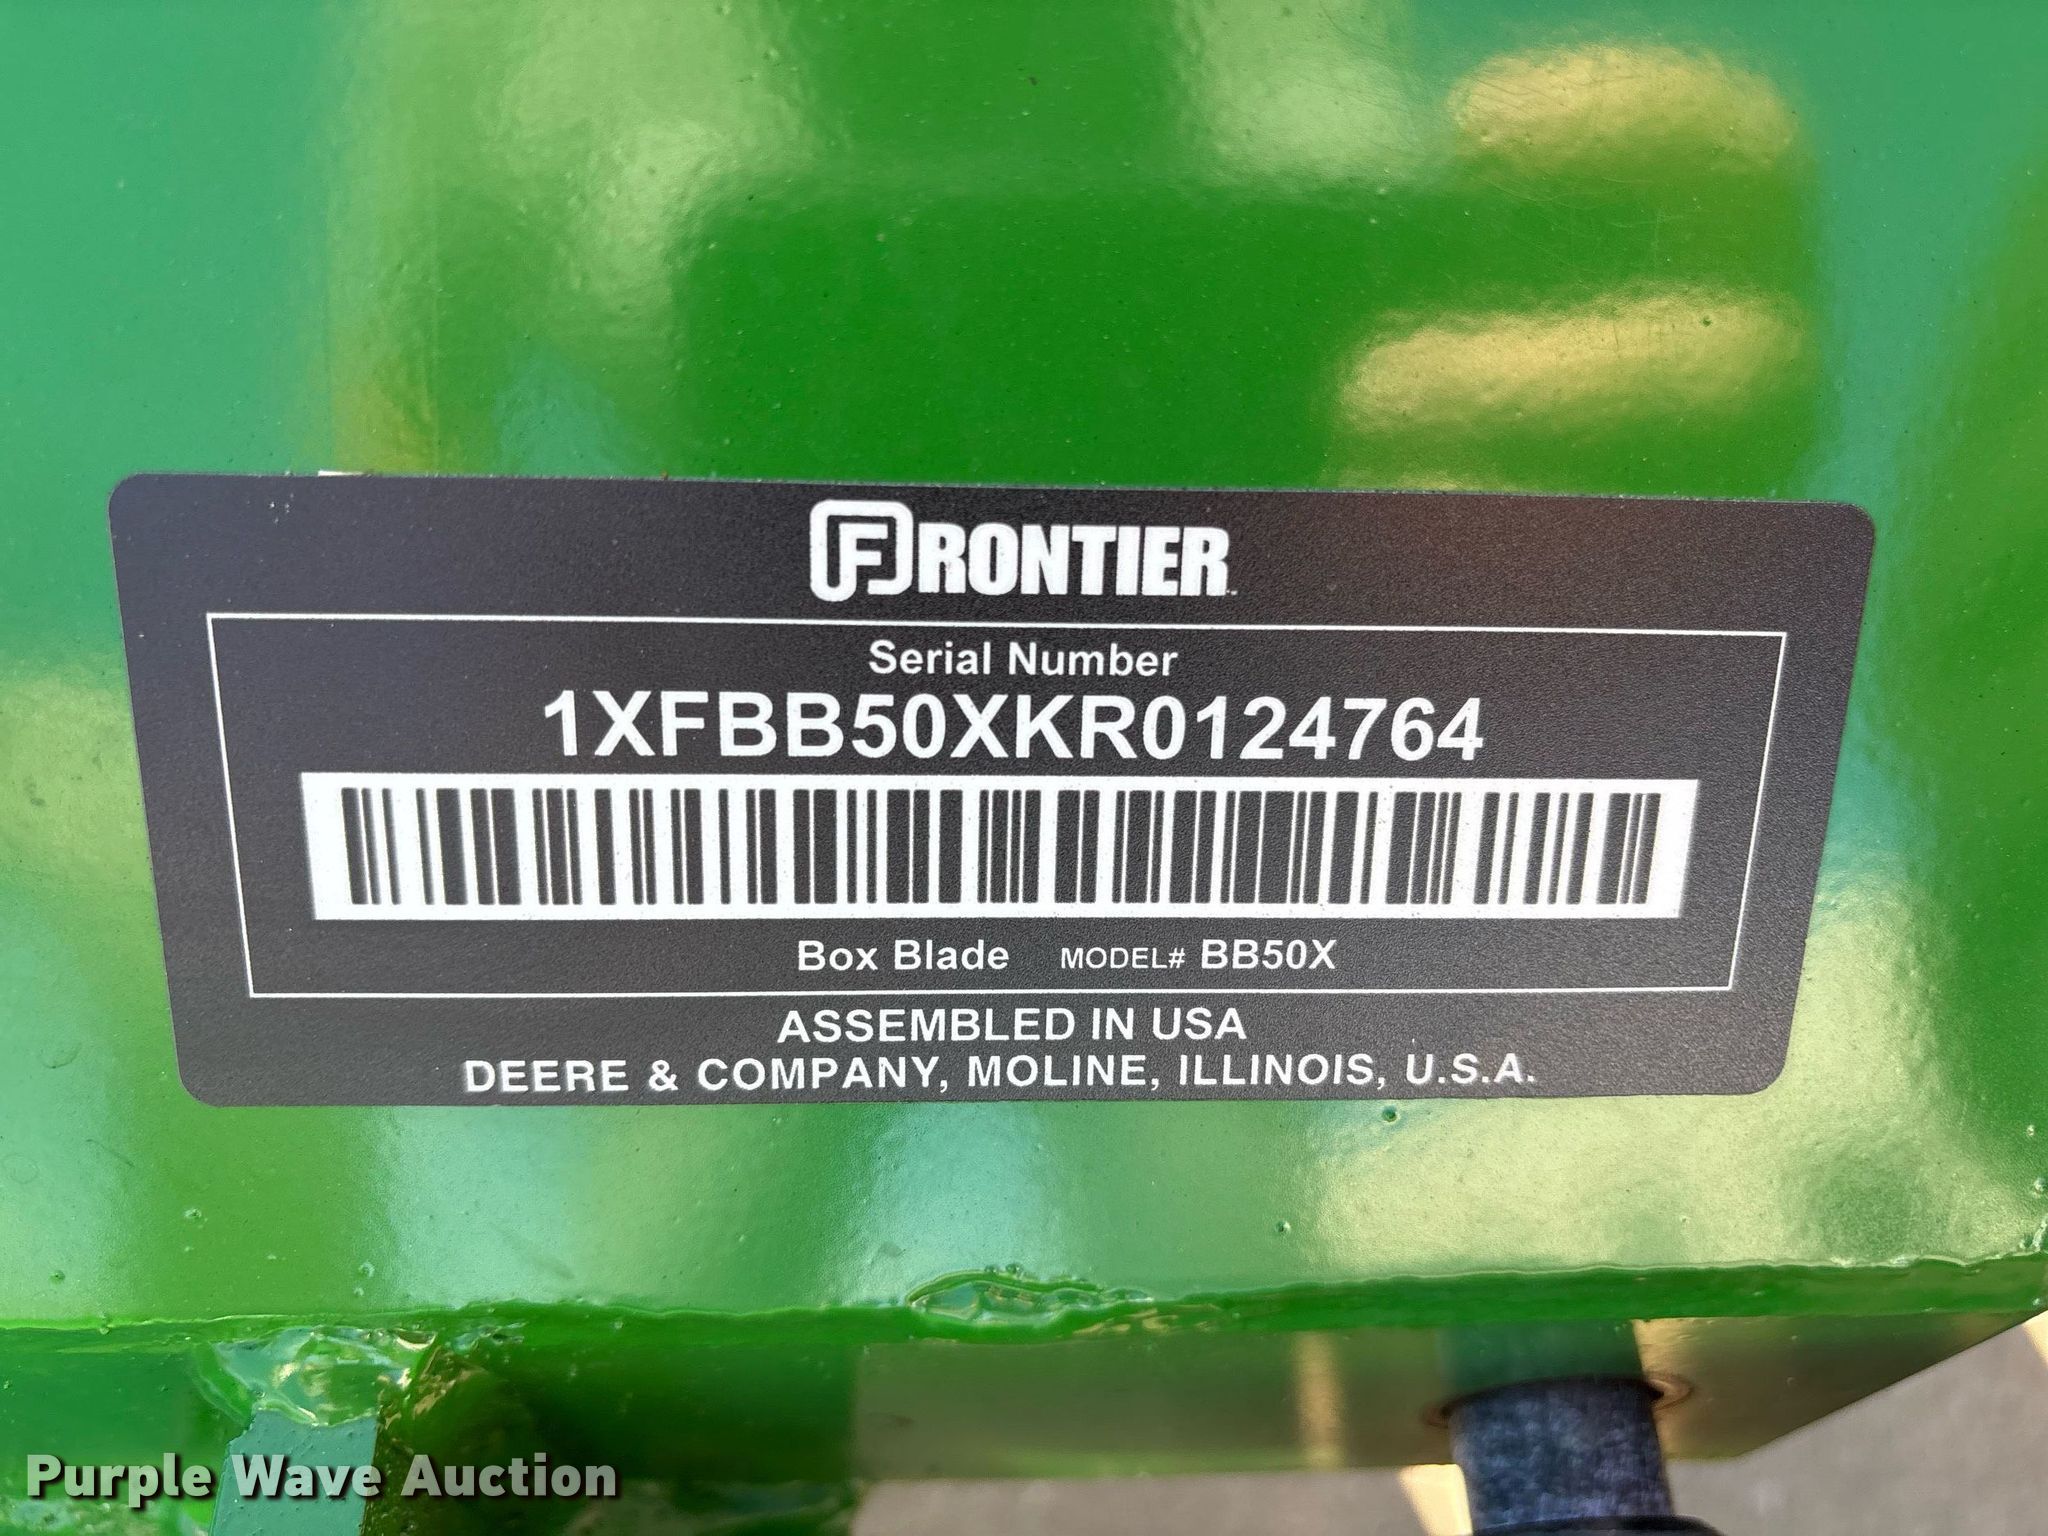 FRONTIER
Serial Number
1XFBB50XKR0124764
Box Blade MODEL# BB50X
ASSEMBLED IN USA
DEERE & COMPANY, MOLINE, ILLINOIS, U.S.A.
Purple Wave Auction